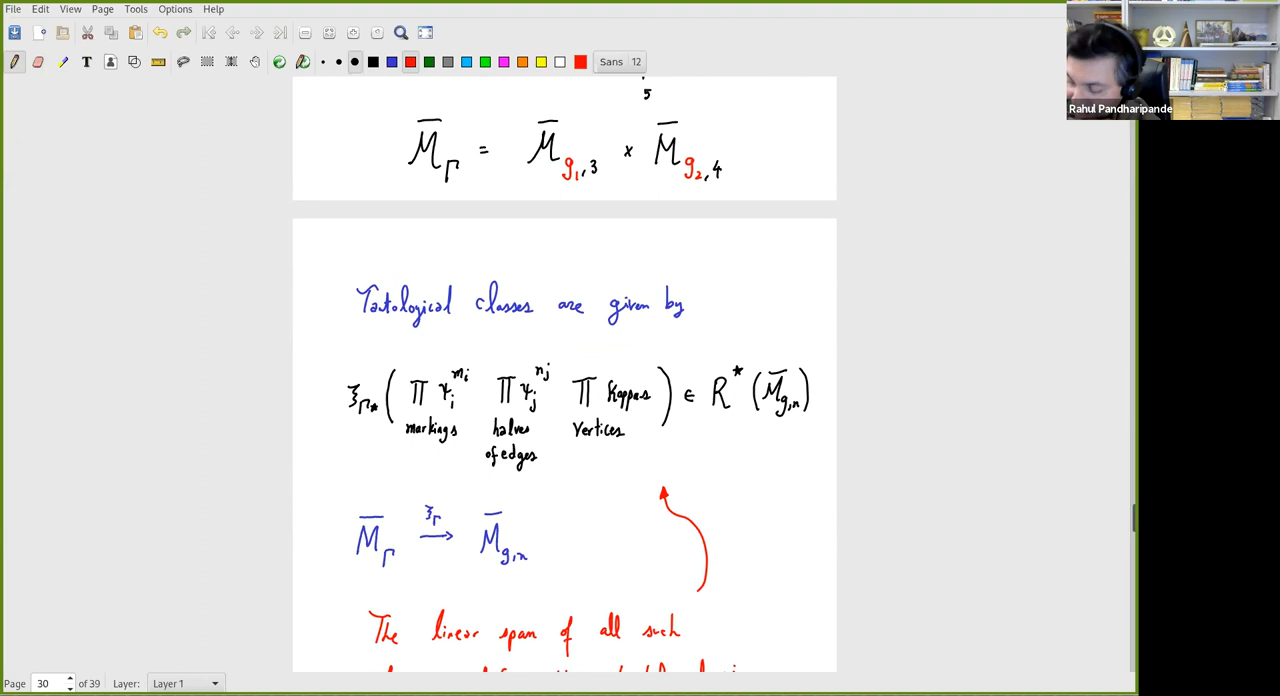 File Edit View Page Tools Options Help
T Sans 12
Rahul Pandharipande
5
M̅_Γ = M̅_{g₁,3} × M̅_{g₂,4}
Tautological classes are given by
ξ_{Γ*} ( ∏ ψ_i^{m_i} ∏ ψ_j^{n_j} ∏ Kappas ) ∈ R^* (M̅_{g,n})
markings halves vertices
of edges
M̅_Γ →^{ξ_Γ} M̅_{g,n}
The linear span of all such
Page 30 of 39 Layer: Layer 1